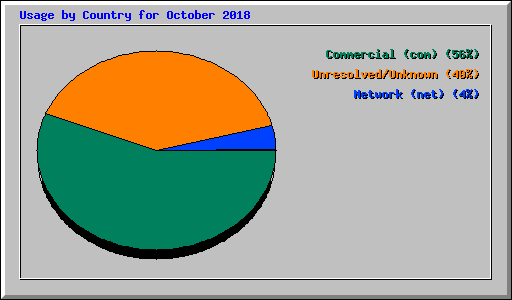 Usage by Country for October 2018
Commercial (com) (56%)
Unresolved/Unknown (40%)
Network (net) (4%)